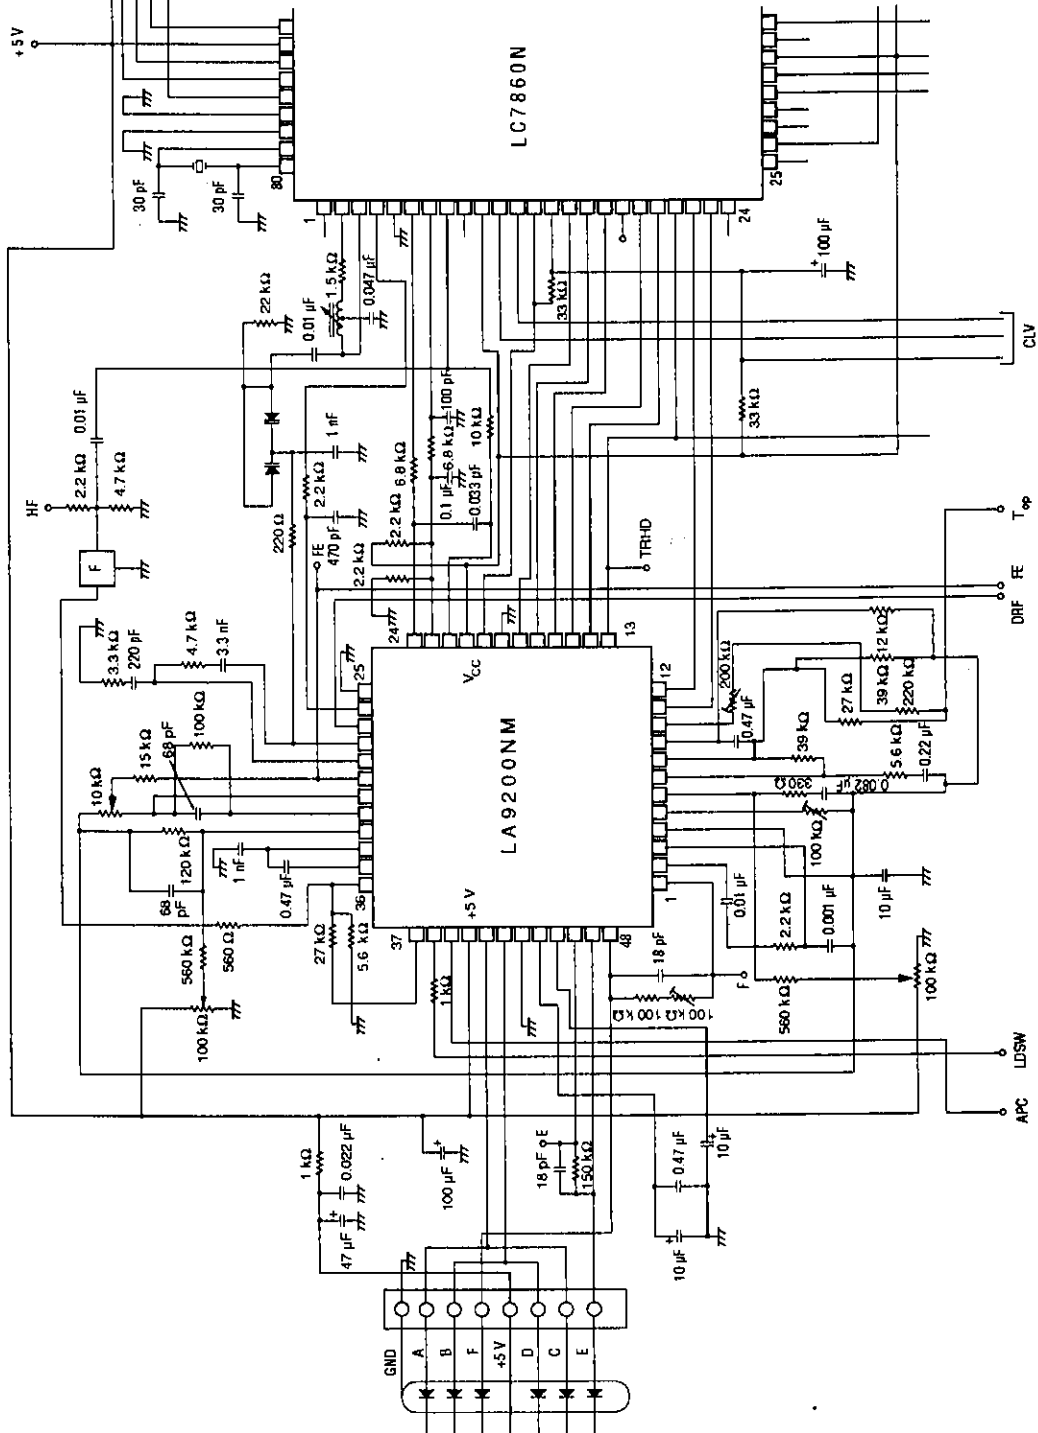 +5 V
LC7860N
80
1
24
25
30 pF
30 pF
22 kΩ
0.01 µF
1.5 kΩ
0.047 µF
33 kΩ
100 µF
+
CLV
33 kΩ
HF
2.2 kΩ
0.01 µF
4.7 kΩ
F
220 Ω
2.2 kΩ
1 nF
470 pF
FE
6.8 kΩ
100 pF
6.8 kΩ
0.1 µF
10 kΩ
0.033 µF
2.2 kΩ
2.2 kΩ
TRHD
3.3 kΩ
220 pF
4.7 kΩ
3.3 nF
100 kΩ
68 pF
15 kΩ
10 kΩ
120 kΩ
68 pF
1 nF
0.47 µF
560 kΩ
560 Ω
100 kΩ
27 kΩ
5.6 kΩ
LA9200NM
VCC
+5 V
24
25
36
37
48
1
12
13
200 kΩ
0.47 µF
12 kΩ
39 kΩ
220 kΩ
27 kΩ
39 kΩ
5.6 kΩ
0.22 µF
330 Ω
0.082 µF
100 kΩ
10 µF
0.01 µF
2.2 kΩ
0.001 µF
560 kΩ
100 kΩ
18 pF
F
100 kΩ
100 kΩ
1 kΩ
Top
FE
DRF
LDSW
APC
1 kΩ
0.022 µF
+
47 µF
+
100 µF
E
18 pF
150 kΩ
+
10 µF
0.47 µF
+
10 µF
GND
A
B
F
+5 V
D
C
E